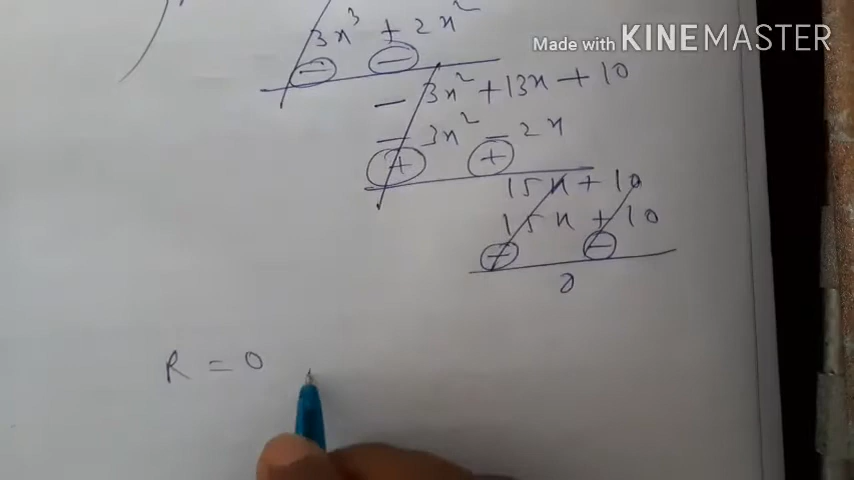 3x³ + 2x²
⊖ ⊖
Made with KINEMASTER
- 3x² + 13x + 10
- 3x² - 2x
⊕ ⊕
15x + 10
15x + 10
⊖ ⊖
0
R = 0